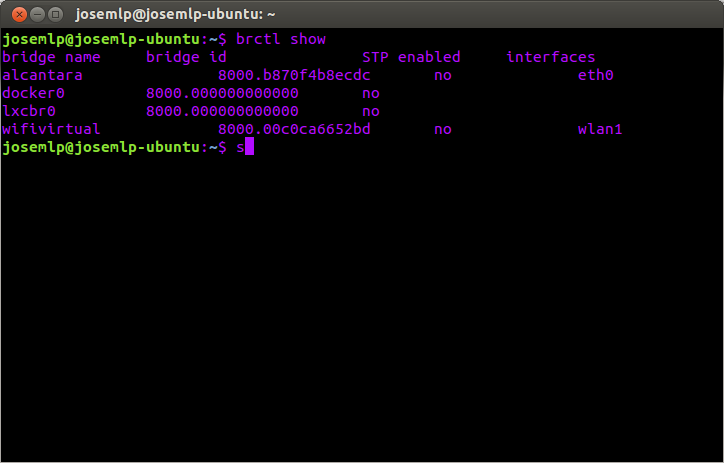 josemlp@josemlp-ubuntu: ~
josemlp@josemlp-ubuntu:~$ brctl show
bridge name     bridge id               STP enabled     interfaces
alcantara               8000.b870f4b8ecdc       no              eth0
docker0         8000.000000000000       no
lxcbr0          8000.000000000000       no
wifivirtual             8000.00c0ca6652bd       no              wlan1
josemlp@josemlp-ubuntu:~$ s